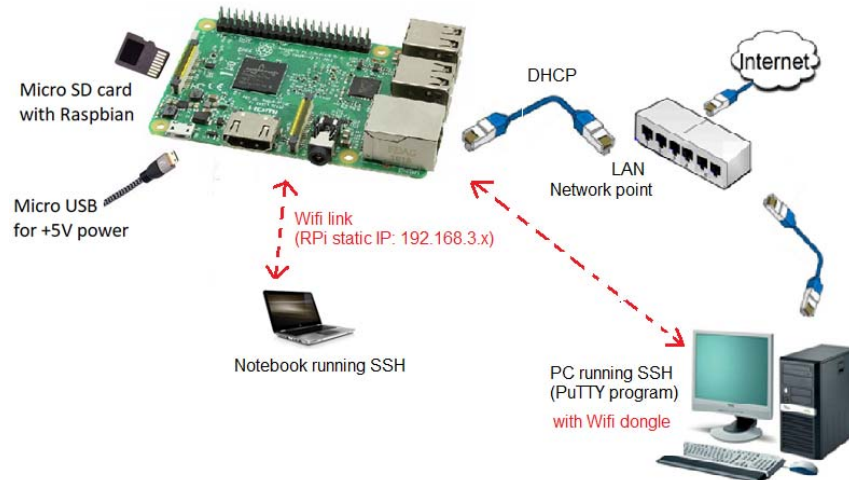 Micro SD card
with Raspbian
DHCP
Internet
LAN
Network point
Micro USB
for +5V power
Wifi link
(RPi static IP: 192.168.3.x)
Notebook running SSH
PC running SSH
(PuTTY program)
with Wifi dongle